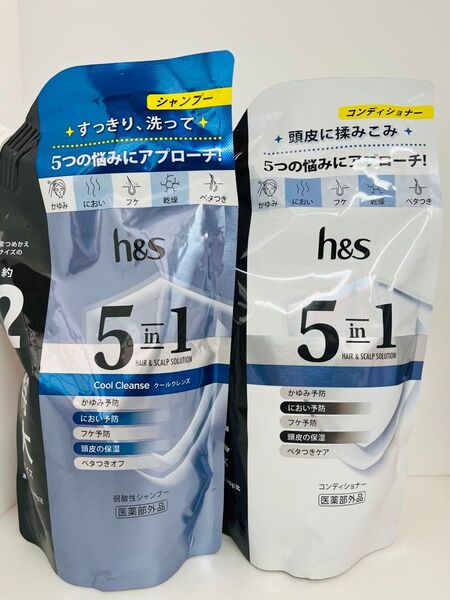 シャンプー
すっきり、洗って
5つの悩みにアプローチ!
かゆみ
におい
フケ
乾燥
ベタつき
h&s
5in1
HAIR & SCALP SOLUTION
Cool Cleanse クールクレンズ
かゆみ予防
におい予防
フケ予防
頭皮の保湿
ベタつきオフ
弱酸性シャンプー
医薬部外品
つめかえ
サイズの
約
2
コンディショナー
頭皮に揉みこみ
5つの悩みにアプローチ!
かゆみ
におい
フケ
乾燥
ベタつき
h&s
5in1
HAIR & SCALP SOLUTION
かゆみ予防
におい予防
フケ予防
頭皮の保湿
ベタつきケア
コンディショナー
医薬部外品